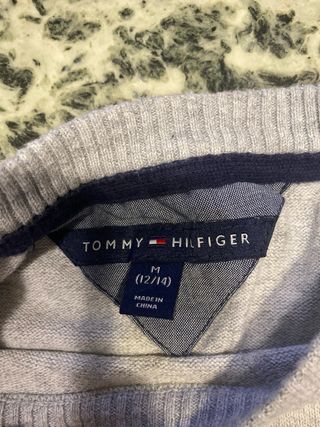 TOMMY HILFIGER
M
(12/14)
MADE IN
CHINA